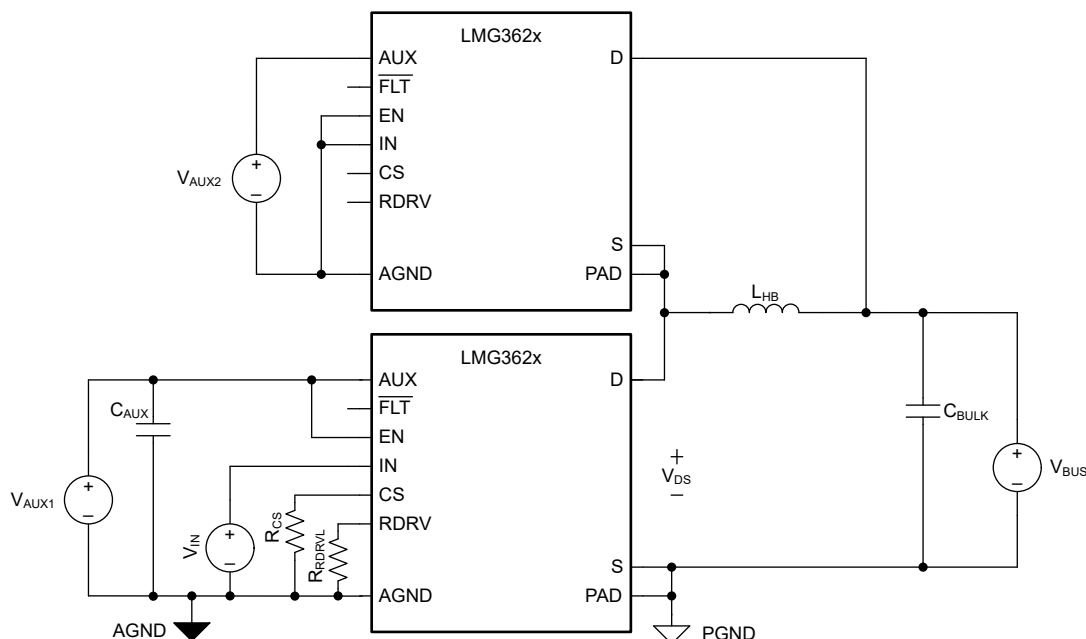 LMG362x
AUX
D
FLT
EN
IN
CS
VAUX2
+
–
RDRV
S
AGND
PAD
LHB
LMG362x
AUX
D
CAUX
FLT
EN
CBULK
IN
+
VDS
–
+
–
VBUS
CS
VAUX1
+
–
RCS
RDRV
VIN
+
–
RRDRVL
S
AGND
PAD
AGND
PGND